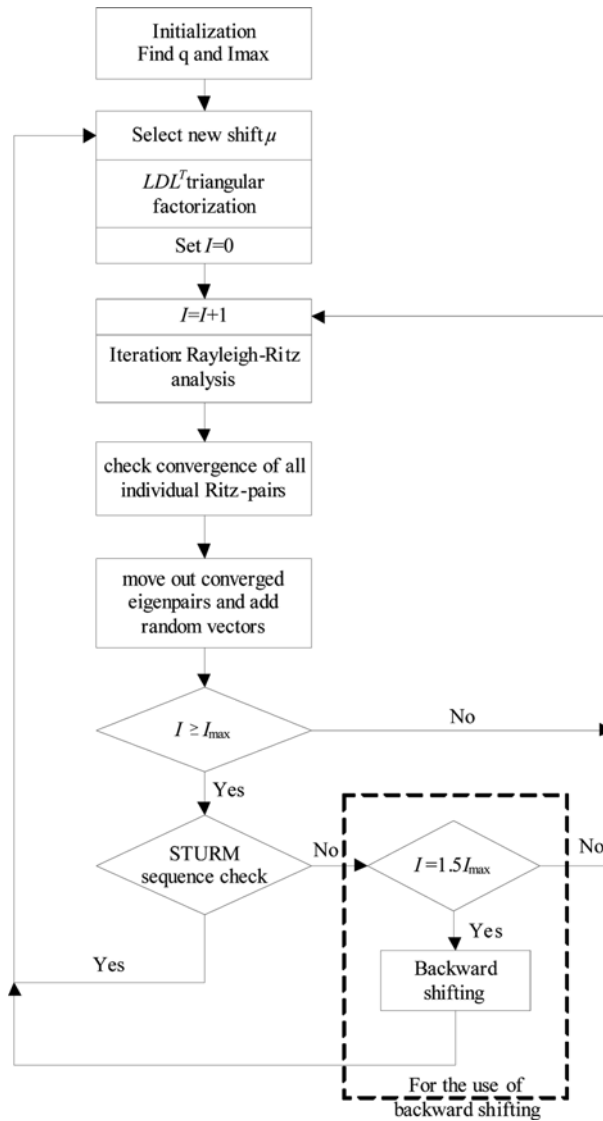 Initialization
Find q and Imax
Select new shift μ
LDLᵀ triangular
factorization
Set I=0
I=I+1
Iteration: Rayleigh-Ritz
analysis
check convergence of all
individual Ritz-pairs
move out converged
eigenpairs and add
random vectors
I ≥ Imax
No
Yes
STURM
sequence check
No
I=1.5Imax
No
Yes
Yes
Backward
shifting
For the use of
backward shifting